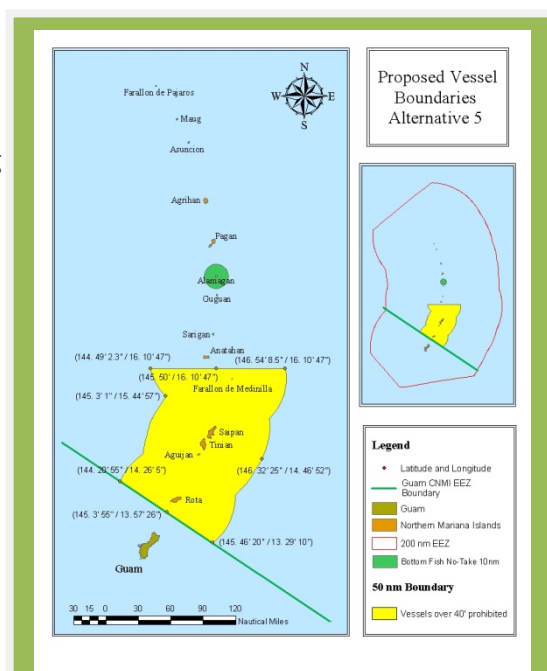 Proposed Vessel
Boundaries
Alternative 5
N
W E
S
Farallon de Pajaros
Maug
Asuncion
Agrihan
Pagan
Alamagan
Guguan
Sarigan
Anatahan
(144. 49' 2.3" / 16. 10' 47")
(146. 54' 8.5" / 16. 10' 47")
(145. 50' / 16. 10' 47")
Farallon de Medinilla
(145. 3' 1" / 15. 44' 57")
Saipan
Tinian
Aguijan
(144. 20' 55" / 14. 26' 5")
(146. 32' 25" / 14. 46' 52")
Rota
(145. 3' 55" / 13. 57' 26")
(145. 46' 20" / 13. 29' 10")
Guam
30 15 0 30 60 90 120
Nautical Miles
Legend
Latitude and Longitude
Guam CNMI EEZ
Boundary
Guam
Northern Mariana Islands
200 nm EEZ
Bottom Fish No-Take 10nm
50 nm Boundary
Vessels over 40' prohibited